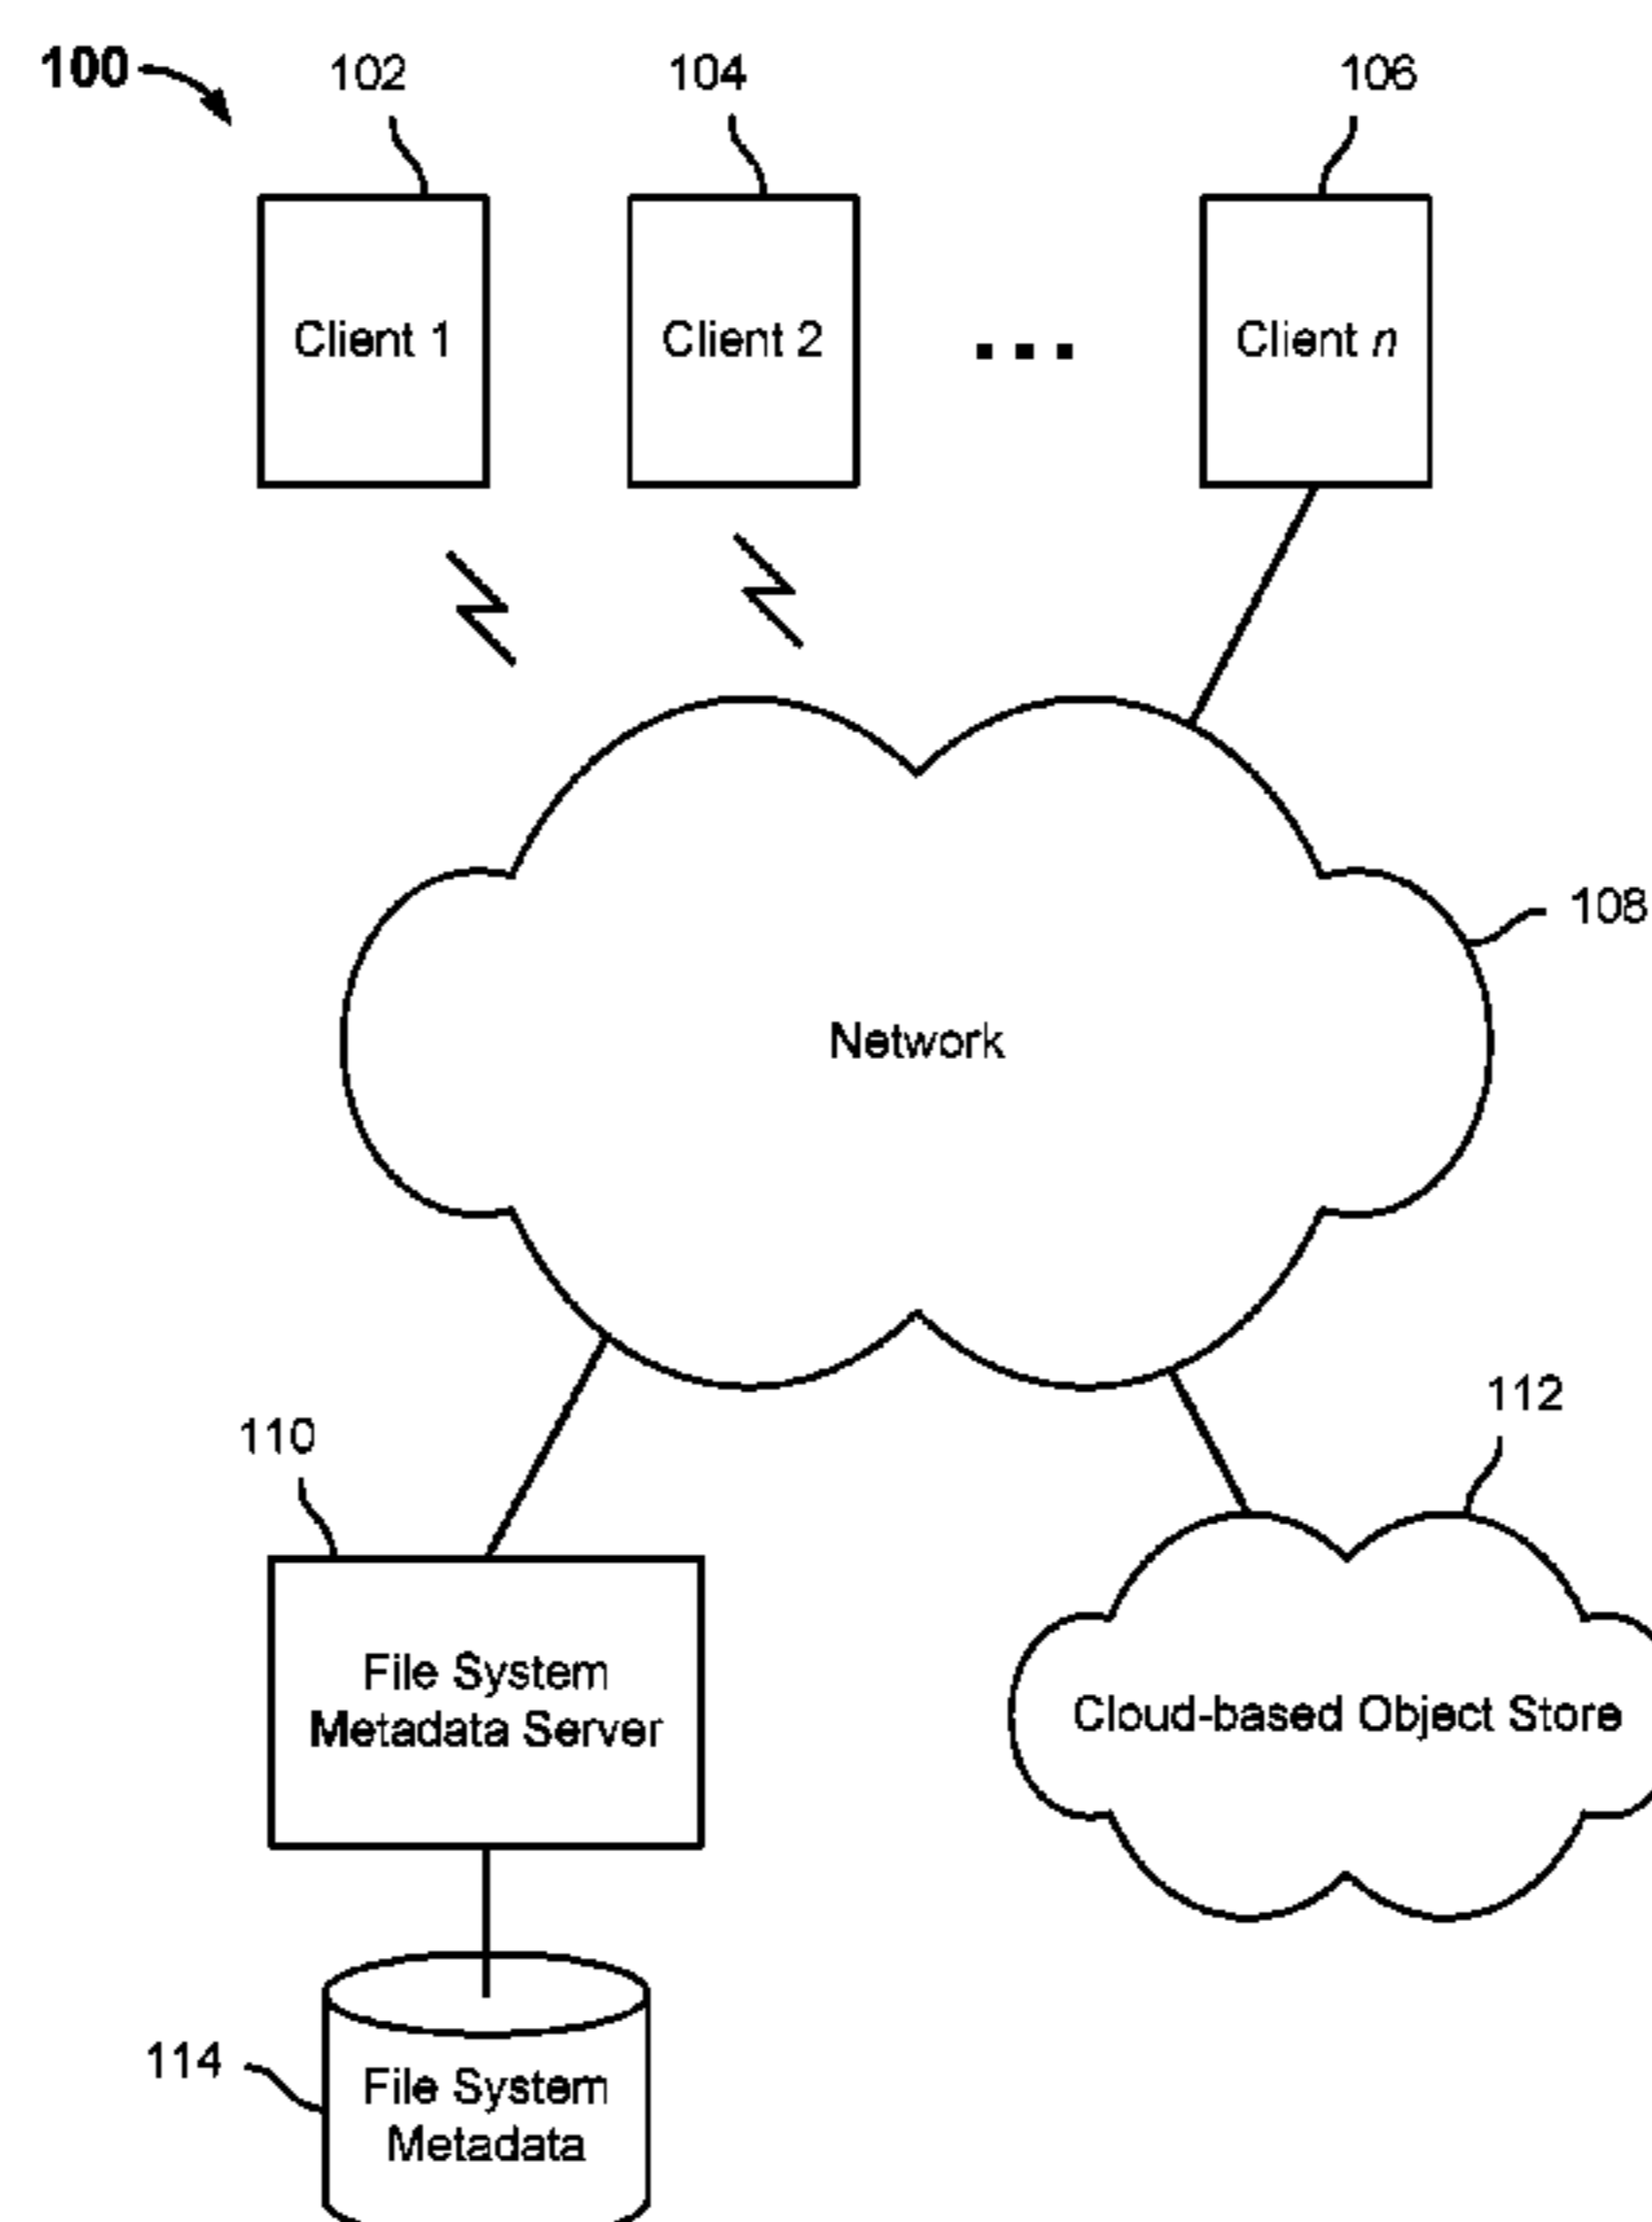 100
102
104
106
Client 1
Client 2
...
Client n
108
Network
110
112
File System
Metadata Server
Cloud-based Object Store
114
File System
Metadata